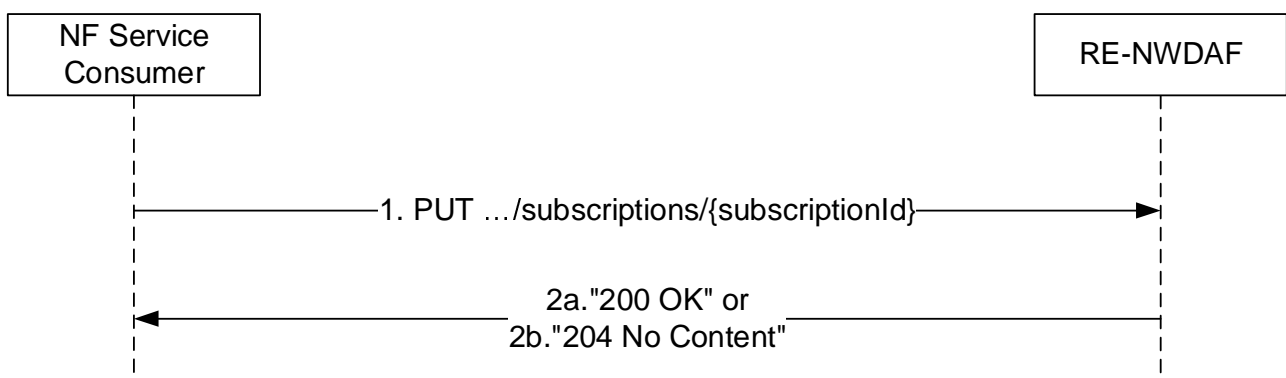 NF Service
Consumer
RE-NWDAF
1. PUT …/subscriptions/{subscriptionId}
2a."200 OK" or
2b."204 No Content"